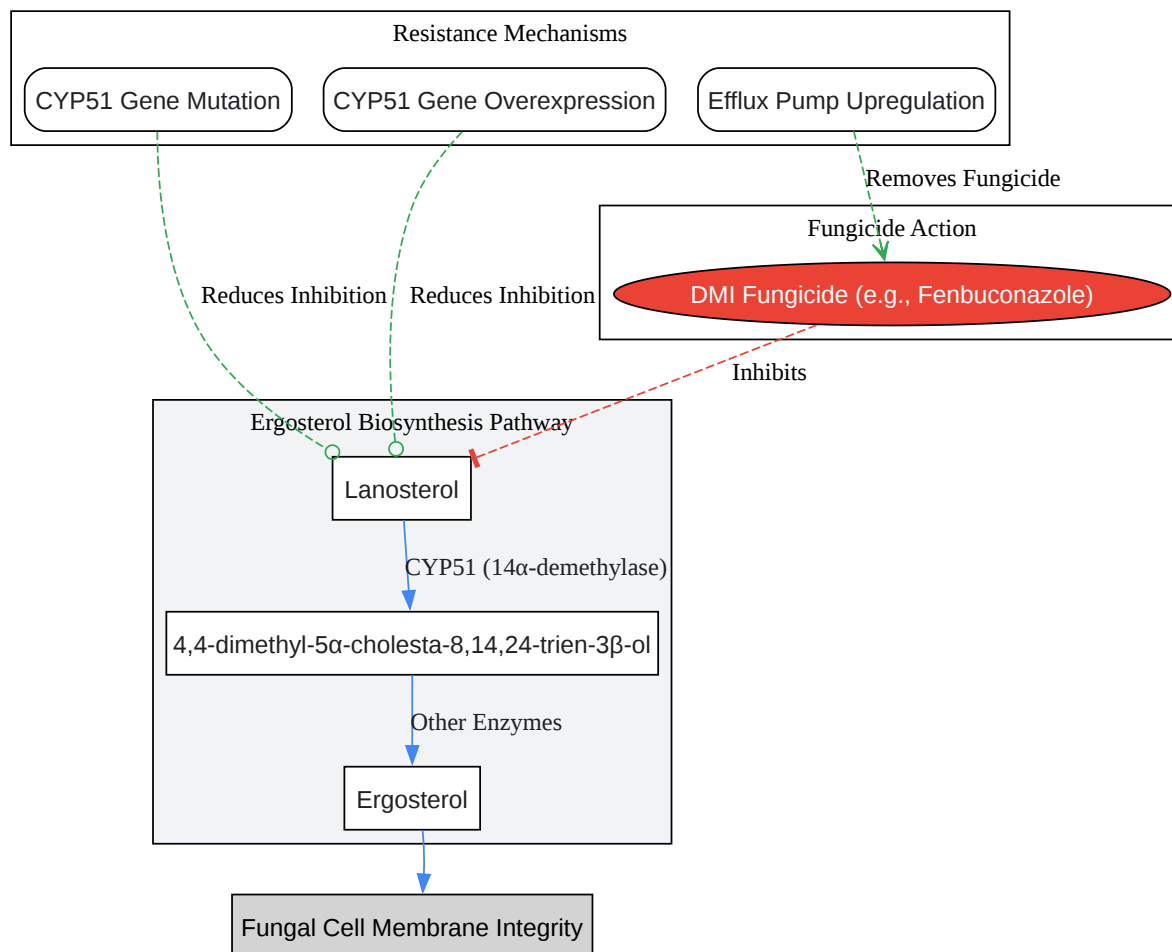 Resistance Mechanisms
CYP51 Gene Mutation
CYP51 Gene Overexpression
Efflux Pump Upregulation
Removes Fungicide
Fungicide Action
DMI Fungicide (e.g., Fenbuconazole)
Reduces Inhibition
Reduces Inhibition
Inhibits
Ergosterol Biosynthesis Pathway
Lanosterol
CYP51 (14α-demethylase)
4,4-dimethyl-5α-cholesta-8,14,24-trien-3β-ol
Other Enzymes
Ergosterol
Fungal Cell Membrane Integrity